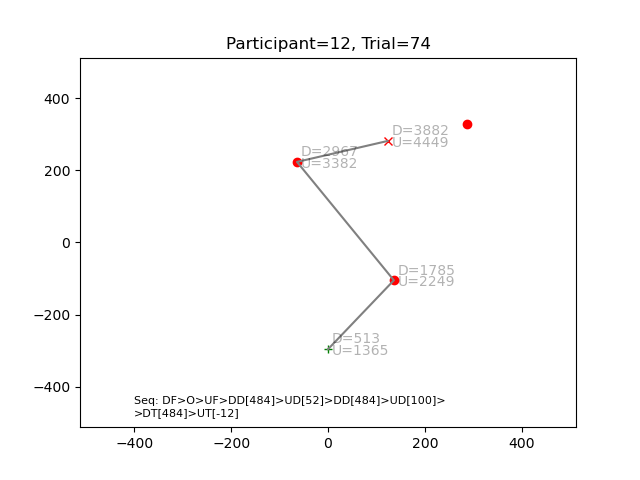 Participant=12, Trial=74
400
200
0
−200
−400
D=3882
U=4449
D=2967
U=3382
D=1785
U=2249
D=513
U=1365
Seq: DF>O>UF>DD[484]>UD[52]>DD[484]>UD[100]>
>DT[484]>UT[-12]
−400 −200 0 200 400